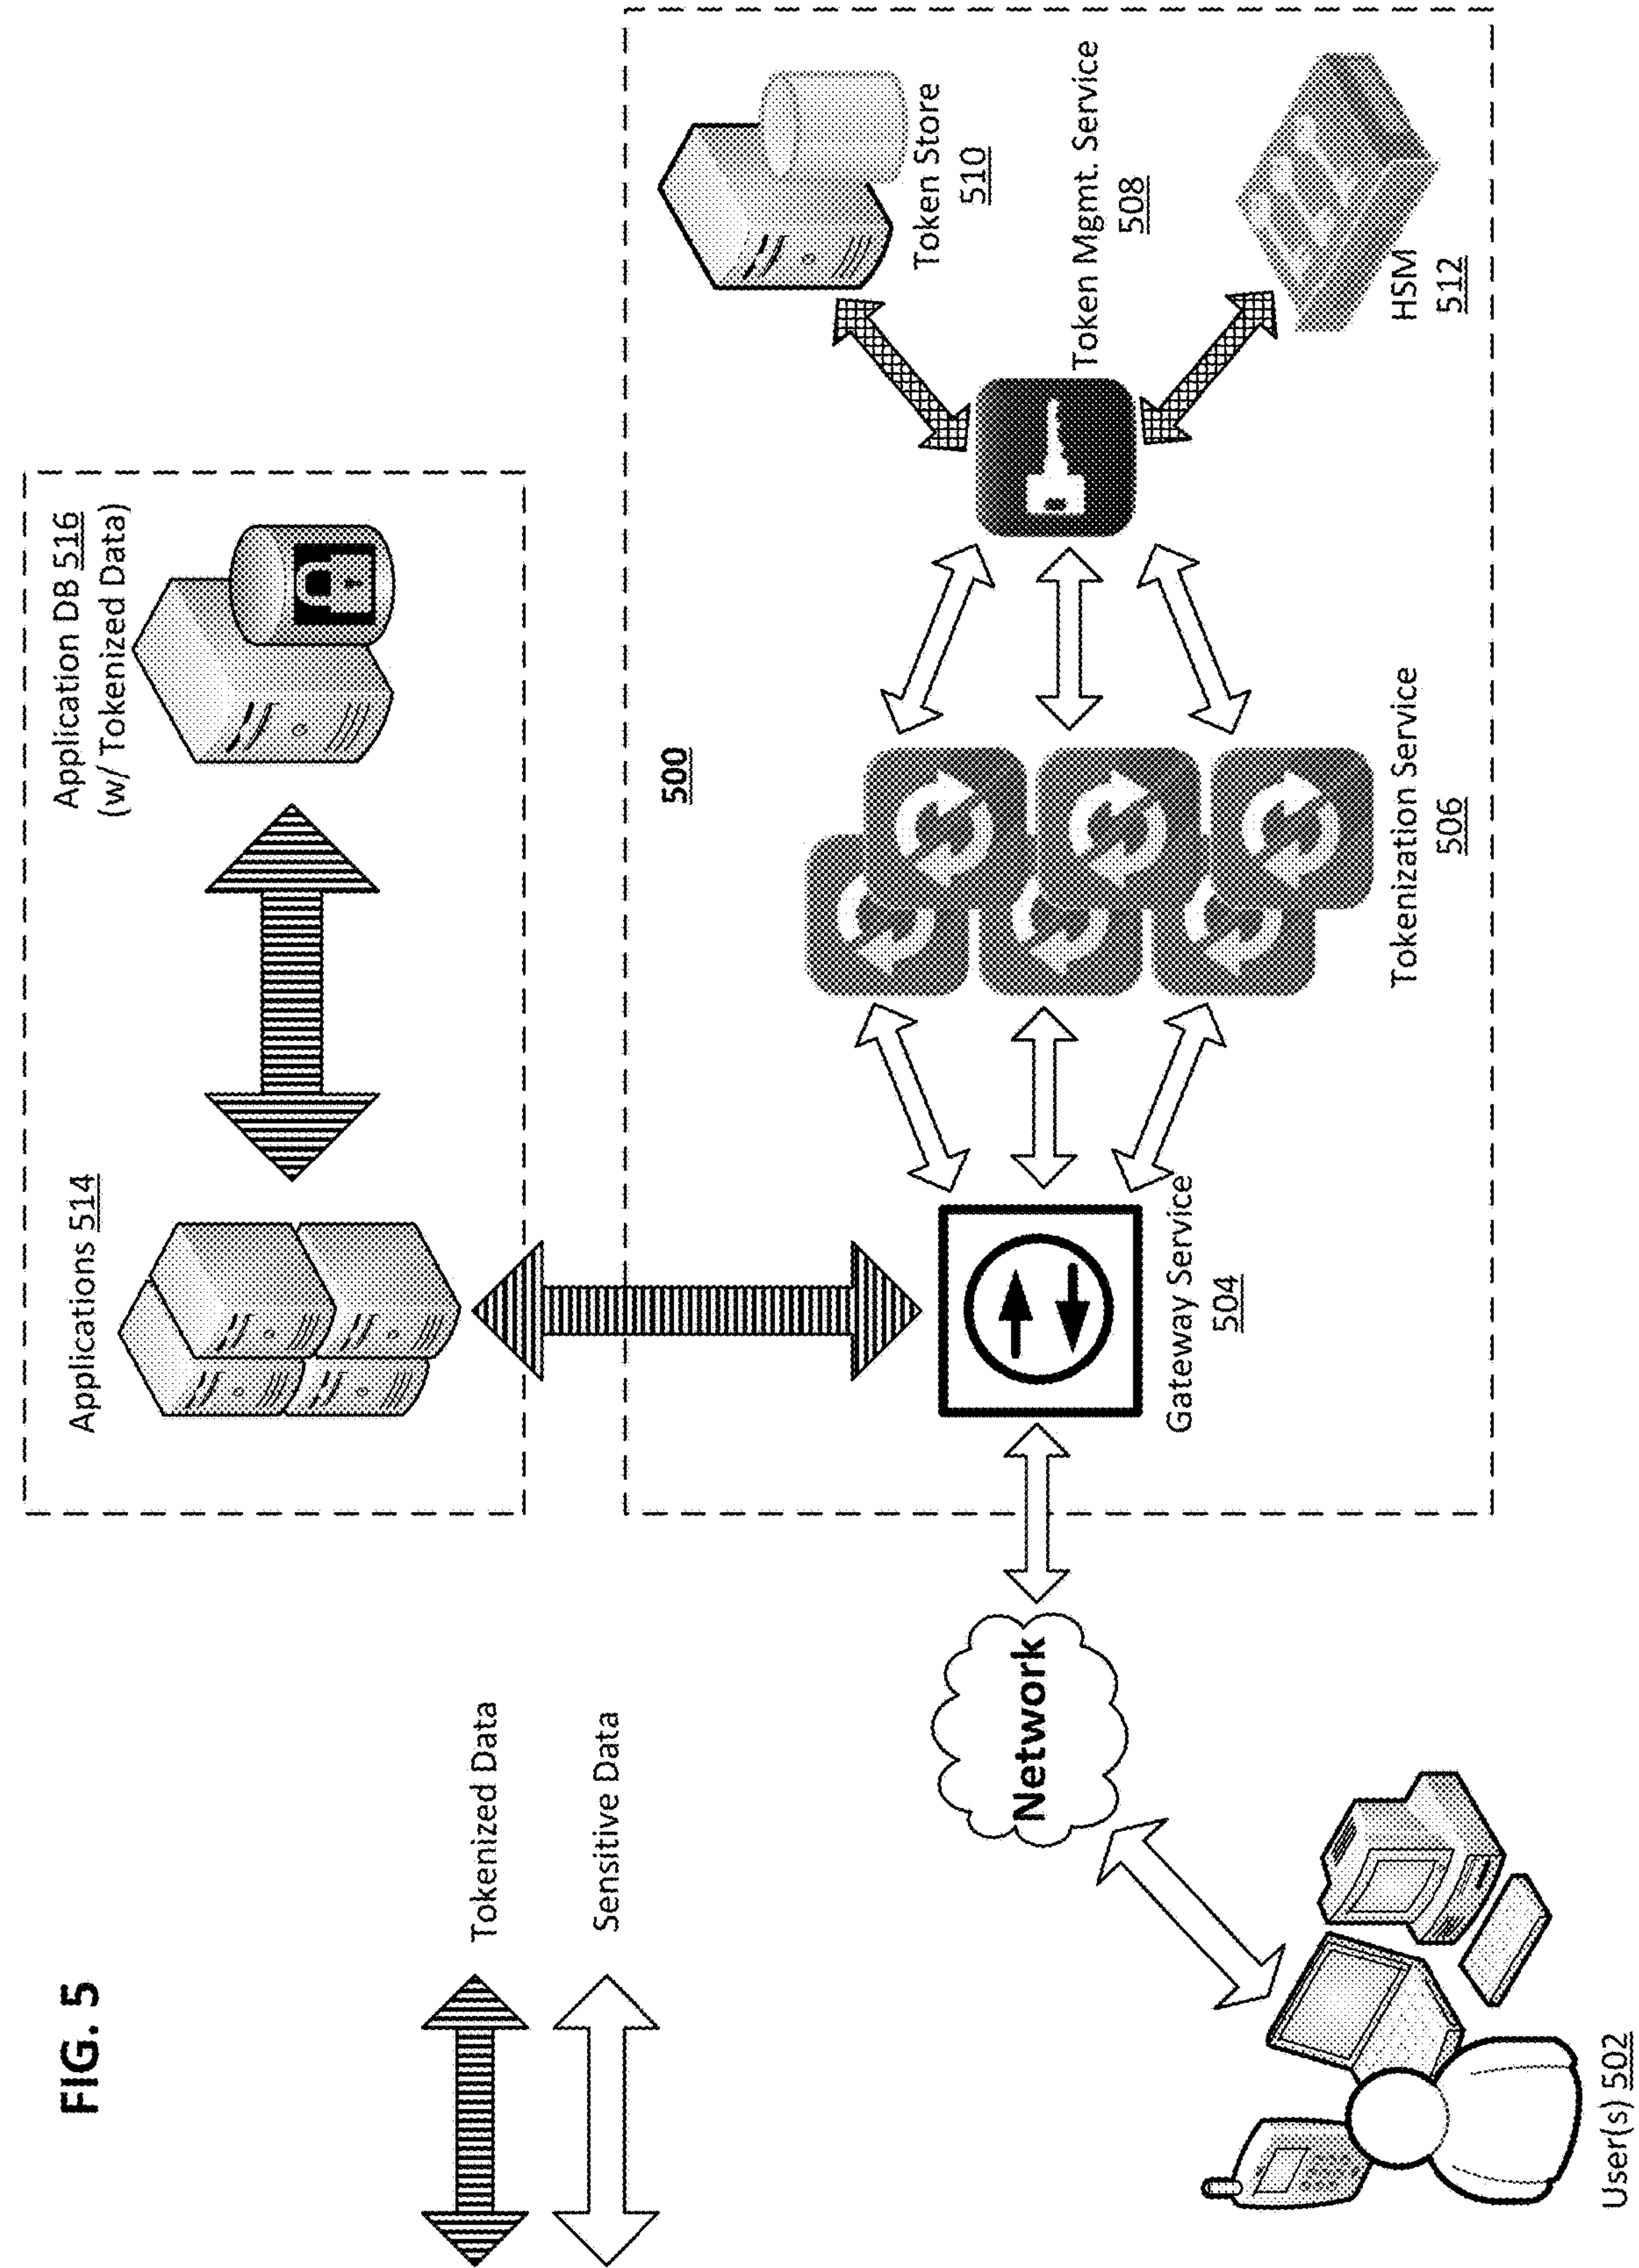 FIG. 5
Tokenized Data
Sensitive Data
Applications 514
Application DB 516
(w/ Tokenized Data)
500
Network
User(s) 502
Gateway Service
504
Tokenization Service
506
Token Store
510
Token Mgmt. Service
508
HSM
512